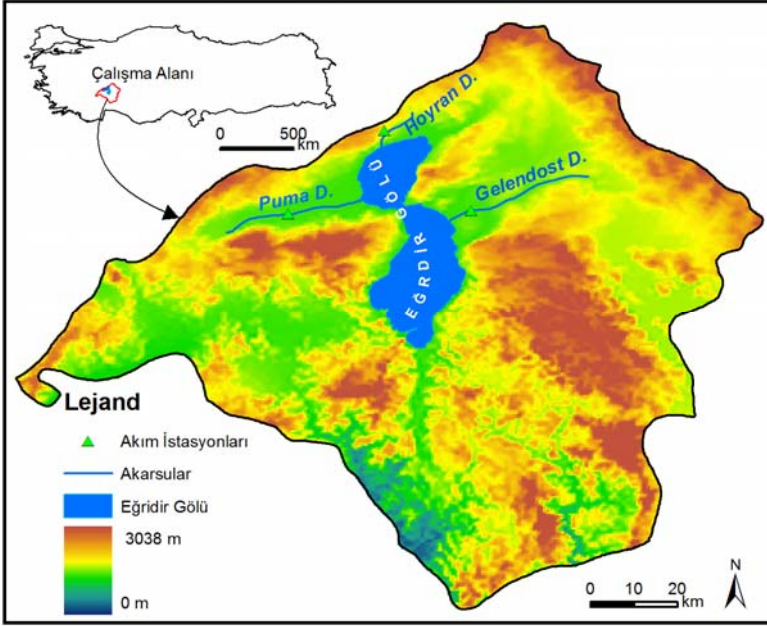 Çalışma Alanı
0 500
km
Hoyran D.
Puma D.
Gelendost D.
EĞRDİR GÖLÜ
Lejand
Akım İstasyonları
Akarsular
Eğridir Gölü
3038 m
0 m
N
0 10 20
km